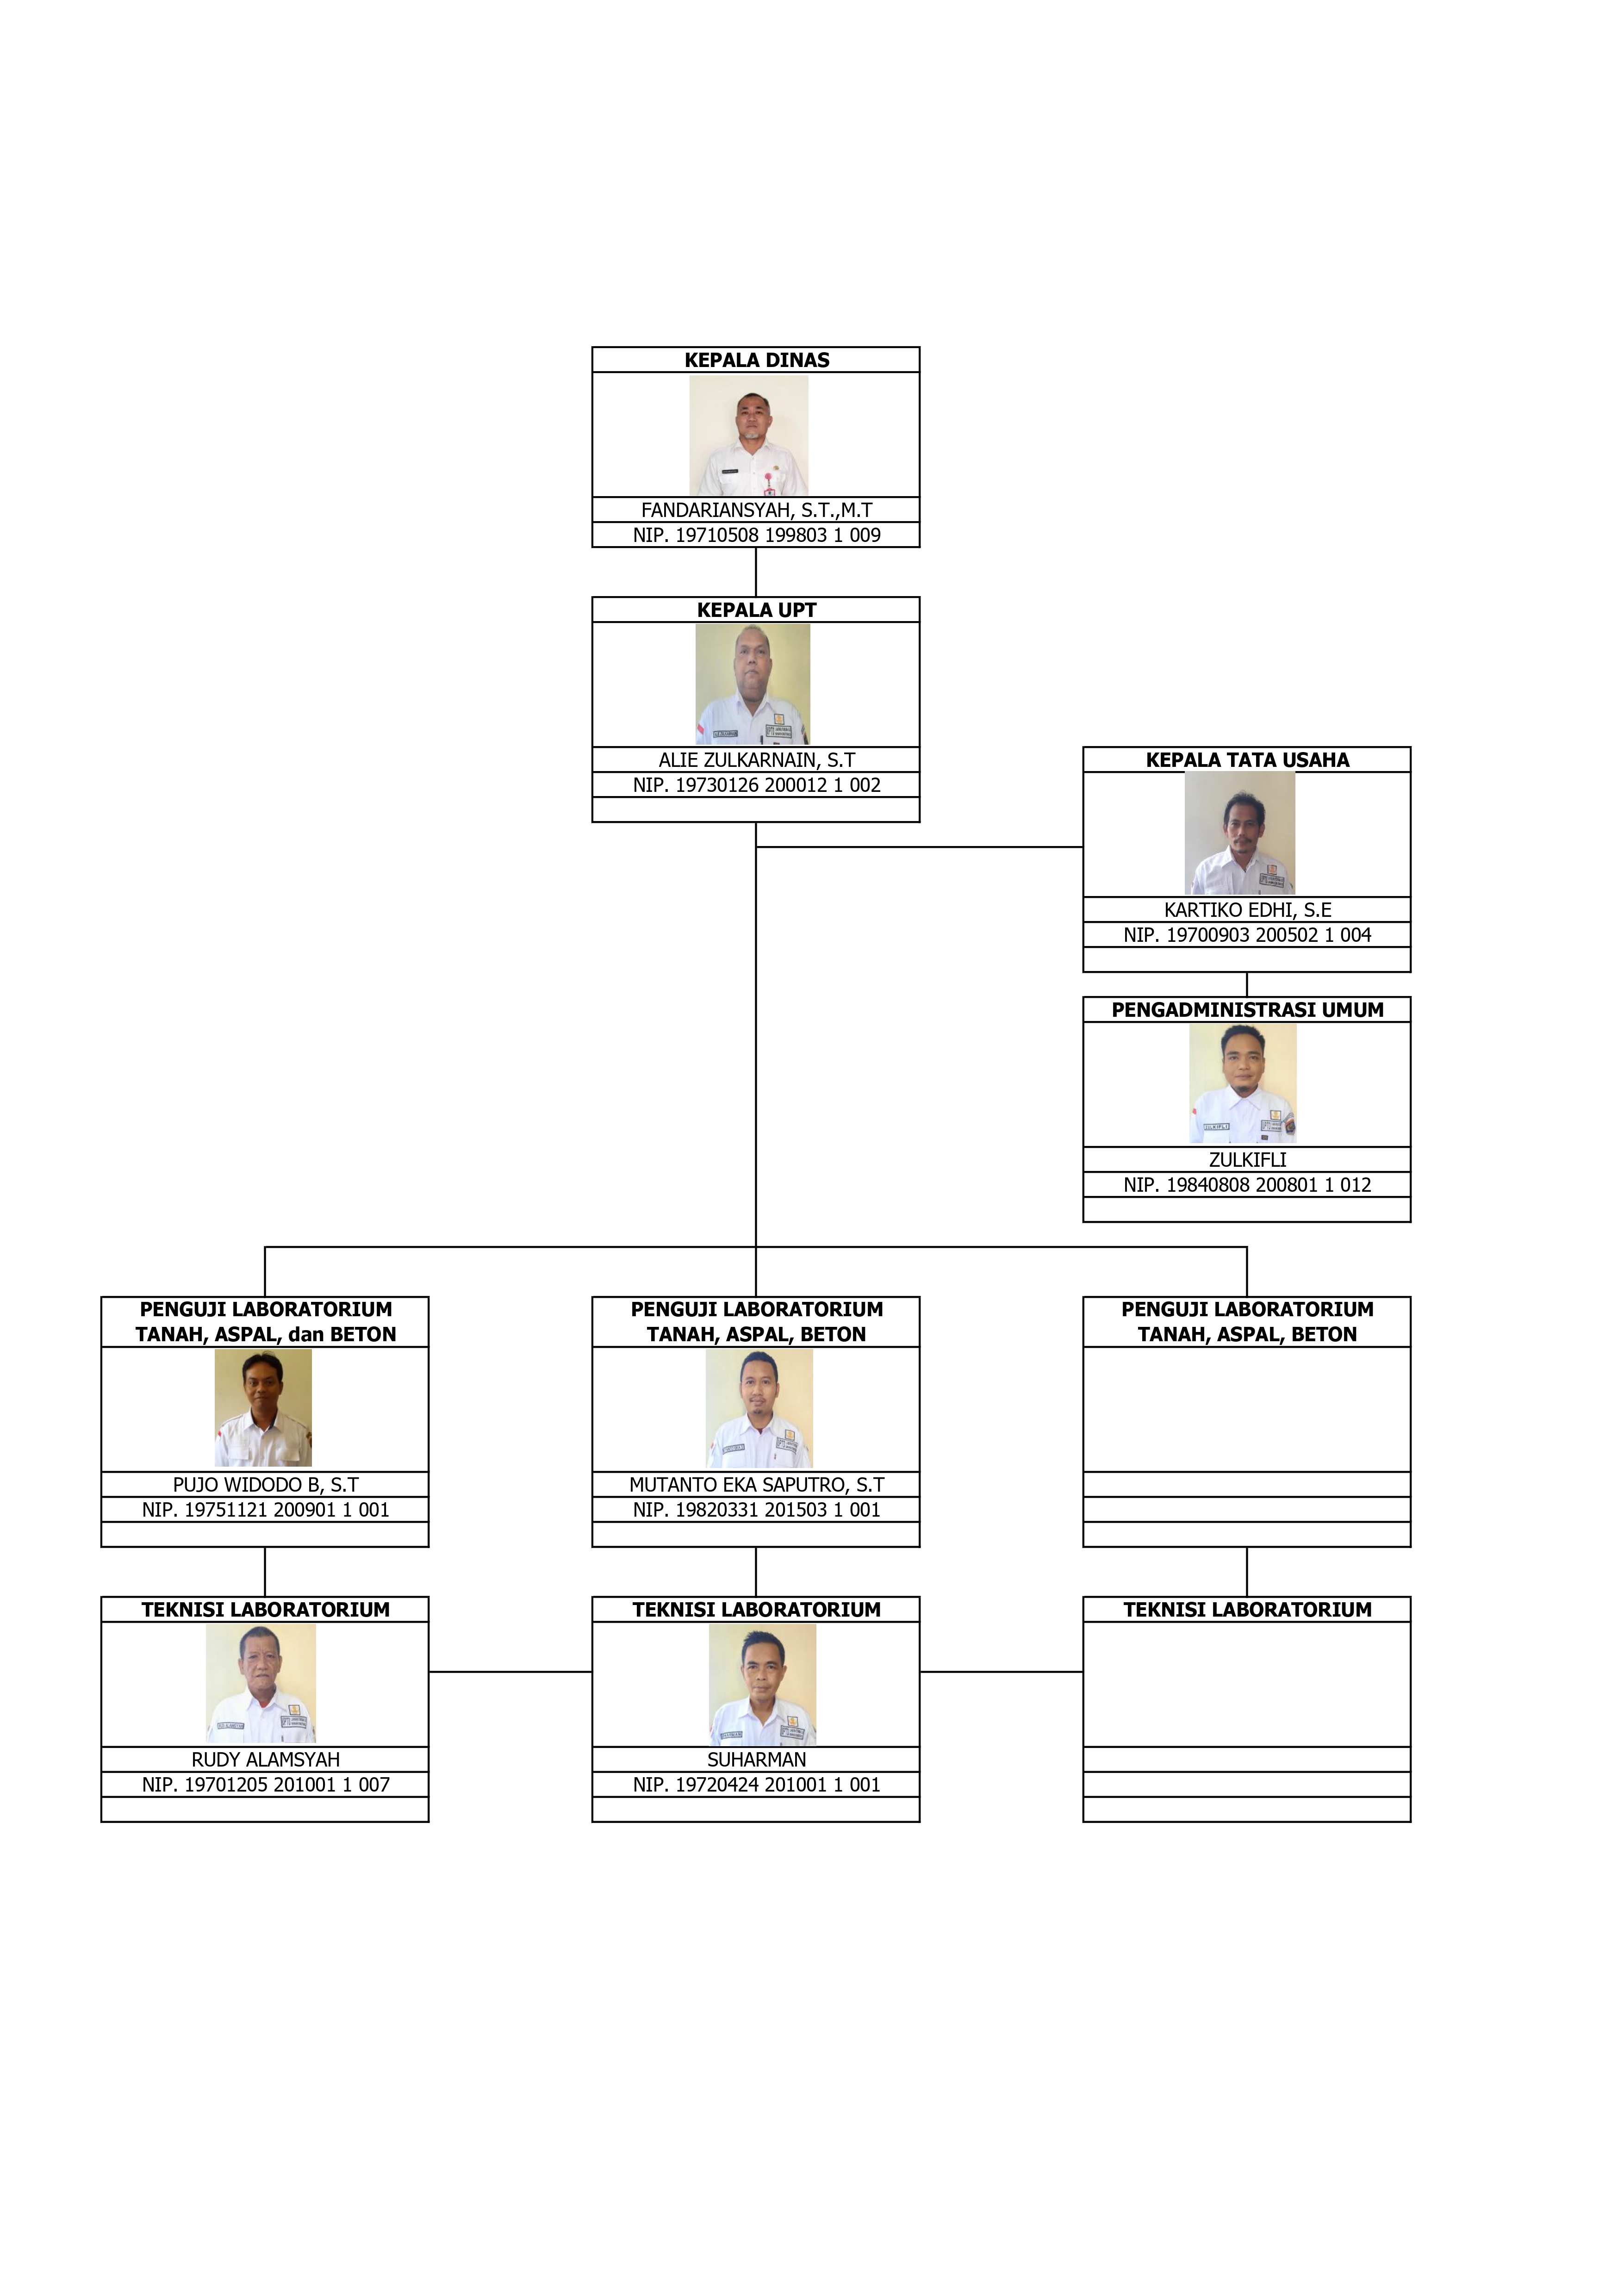 KEPALA DINAS
FANDARIANSYAH, S.T.,M.T
NIP. 19710508 199803 1 009
KEPALA UPT
ALIE ZULKARNAIN, S.T
NIP. 19730126 200012 1 002
KEPALA TATA USAHA
KARTIKO EDHI, S.E
NIP. 19700903 200502 1 004
PENGADMINISTRASI UMUM
ZULKIFLI
ZULKIFLI
NIP. 19840808 200801 1 012
PENGUJI LABORATORIUM
TANAH, ASPAL, dan BETON
PUJO WIDODO B, S.T
NIP. 19751121 200901 1 001
PENGUJI LABORATORIUM
TANAH, ASPAL, BETON
MUTANTO EKA SAPUTRO, S.T
NIP. 19820331 201503 1 001
PENGUJI LABORATORIUM
TANAH, ASPAL, BETON
TEKNISI LABORATORIUM
RUDY ALAMSYAH
NIP. 19701205 201001 1 007
TEKNISI LABORATORIUM
SUHARMAN
NIP. 19720424 201001 1 001
TEKNISI LABORATORIUM